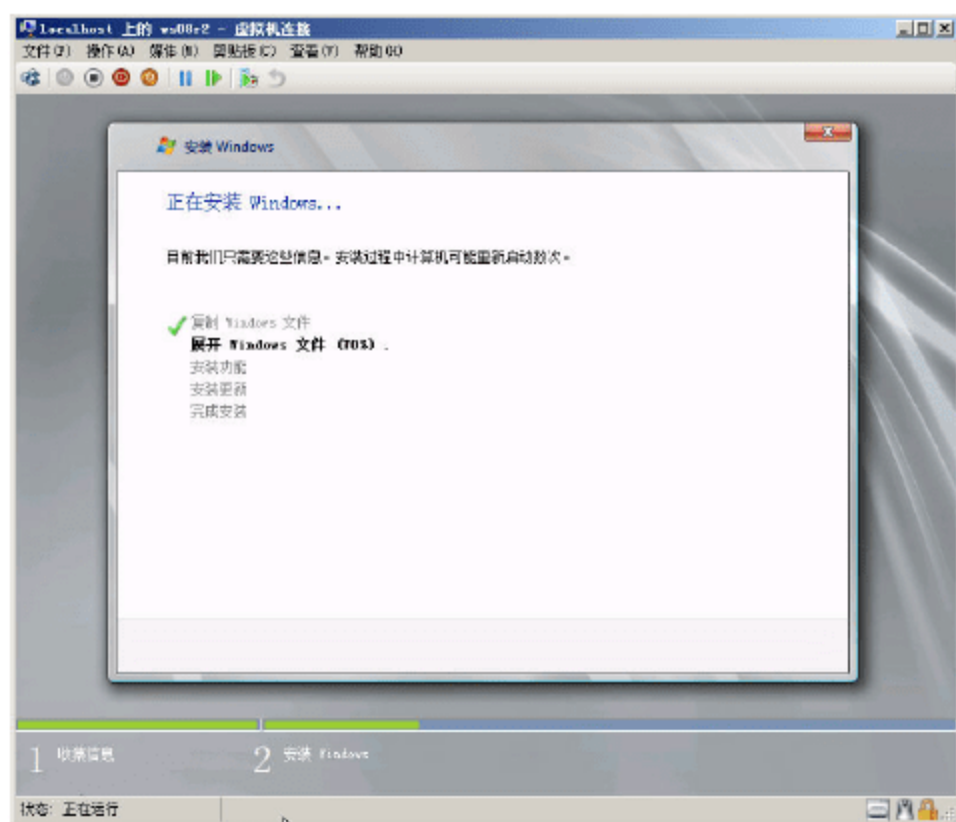 localhost 上的 ws08r2 - 虚拟机连接
文件(F) 操作(A) 媒体(M) 剪贴板(C) 查看(V) 帮助(H)
安装 Windows
正在安装 Windows...
目前我们只需要这些信息。安装过程中计算机可能重新启动数次。
复制 Windows 文件
展开 Windows 文件 (70%) .
安装功能
安装更新
完成安装
1 收集信息 2 安装 Windows
状态: 正在运行